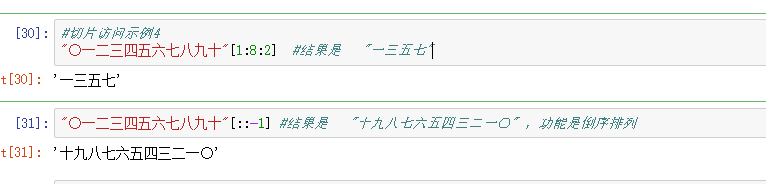 [30]: #切片访问示例4
"〇一二三四五六七八九十"[1:8:2] #结果是 "一三五七"
t[30]: '一三五七'
[31]: "〇一二三四五六七八九十"[::-1] #结果是 "十九八七六五四三二一〇" , 功能是倒序排列
t[31]: '十九八七六五四三二一〇'